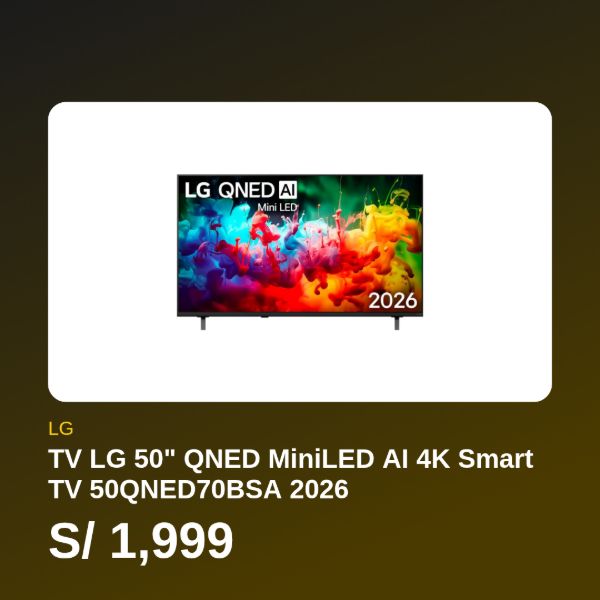 LG QNED AI
Mini LED
2026
LG
TV LG 50" QNED MiniLED AI 4K Smart
TV 50QNED70BSA 2026
S/ 1,999